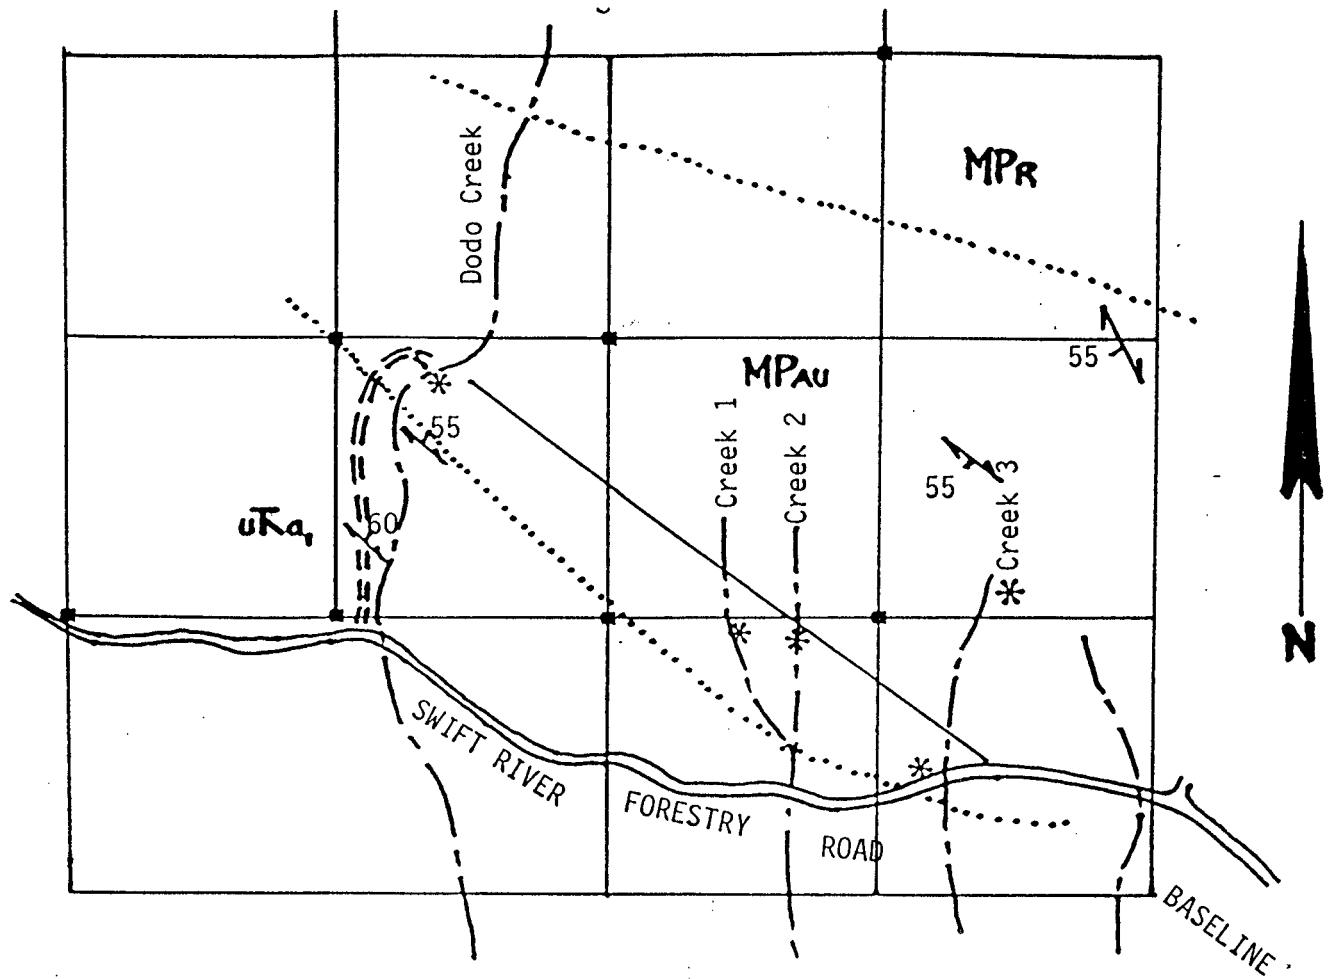 Dodo Creek
MPR
MPAU
55
Creek 1
Creek 2
55
55
Creek 3
uTRa₁
60
SWIFT RIVER
FORESTRY
ROAD
BASELINE
N